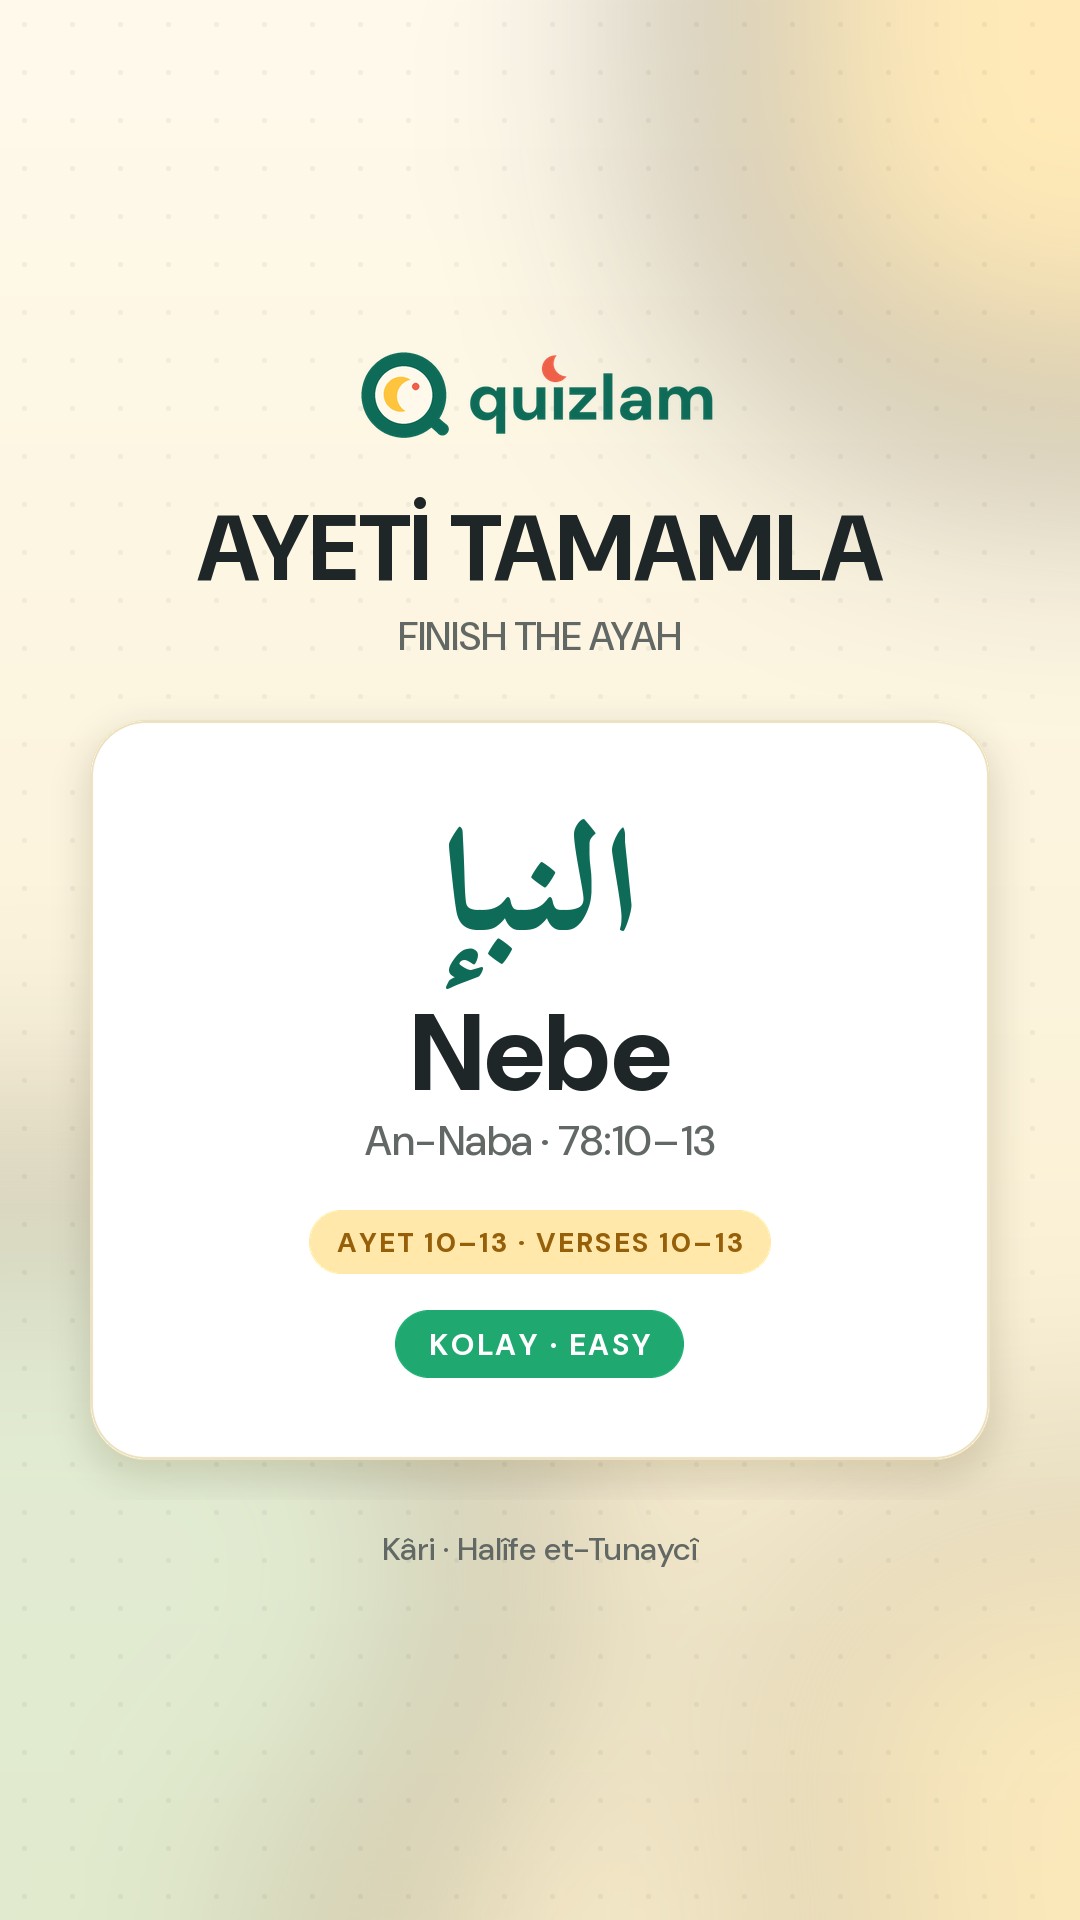 quizlam
AYETİ TAMAMLA
FINISH THE AYAH
النبإ
Nebe
An-Naba · 78:10–13
AYET 10–13 · VERSES 10–13
KOLAY · EASY
Kâri · Halîfe et-Tunaycî